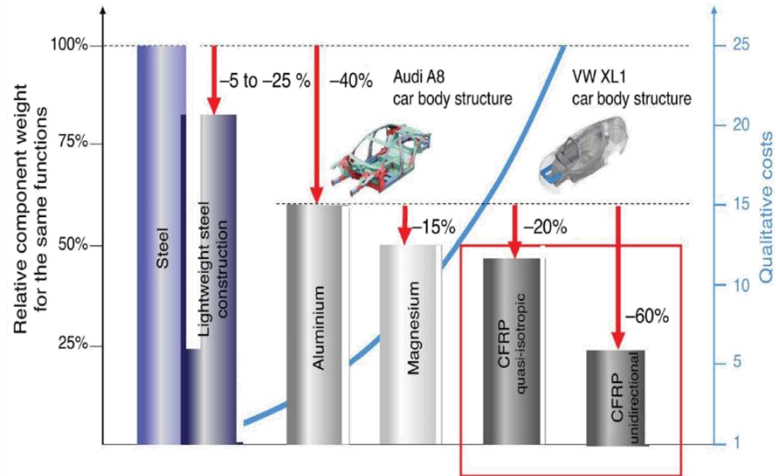 Relative component weight
for the same functions
100%
75%
50%
25%
–5 to –25 %
–40%
Audi A8
car body structure
VW XL1
car body structure
–15%
–20%
–60%
Steel
Lightweight steel
construction
Aluminium
Magnesium
CFRP
quasi-isotropic
CFRP
unidirectional
25
20
15
10
5
1
Qualitative costs